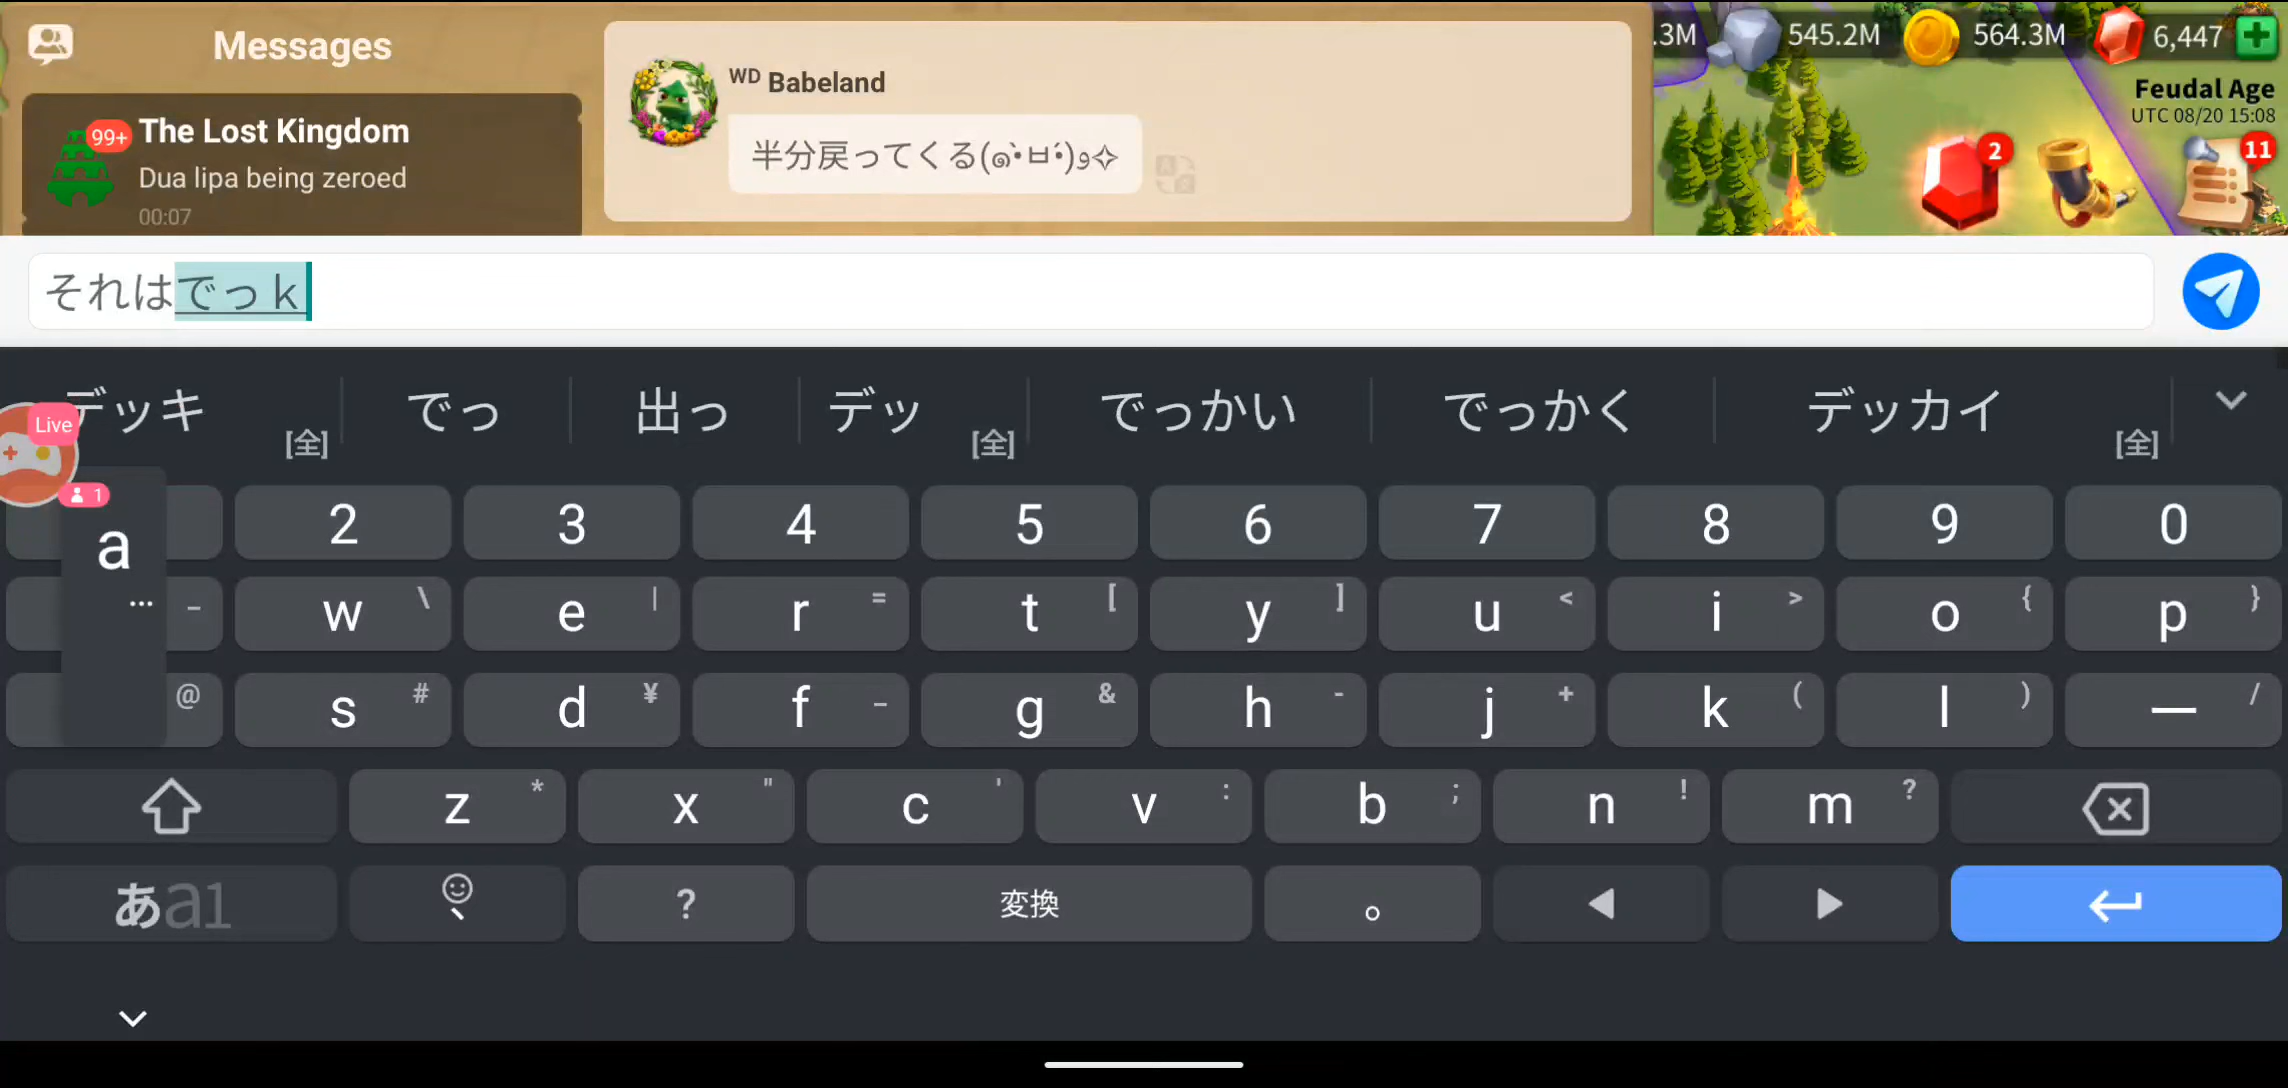 Messages
99+
The Lost Kingdom
Dua lipa being zeroed
00:07
WD Babeland
半分戻ってくる(๑•̀ㅂ•́)و✧
.3M
545.2M
564.3M
6,447
Feudal Age
UTC 08/20 15:08
2
11
それはでっｋ
デッキ [全] でっ 出っ デッ [全] でっかい でっかく デッカイ [全]
Live
1
a
…
2 3 4 5 6 7 8 9 0
- w \ e | r = t [ y ] u < i > o { p }
@ s # d ¥ f _ g & h - j + k ( l ) ー /
z * x " c ' v : b ; n ! m ?
あa1 ? 変換 。